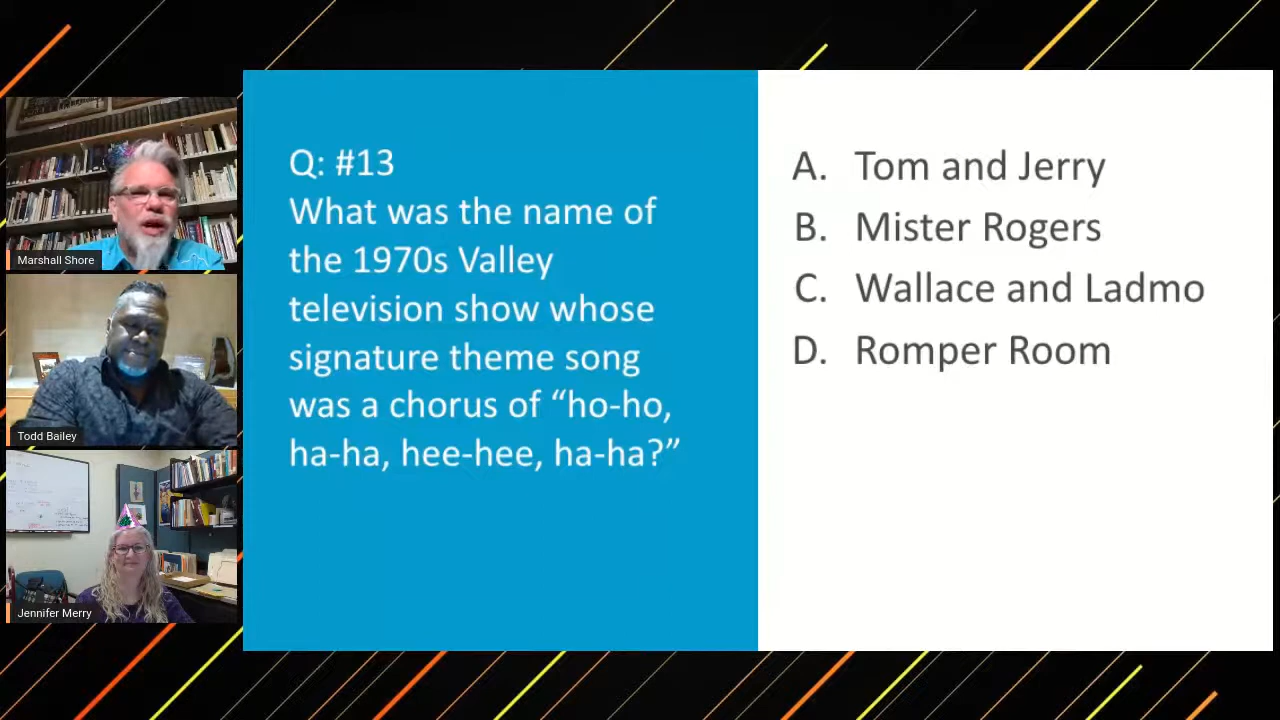 Q: #13
What was the name of
the 1970s Valley
television show whose
signature theme song
was a chorus of “ho-ho,
ha-ha, hee-hee, ha-ha?”
A. Tom and Jerry
B. Mister Rogers
C. Wallace and Ladmo
D. Romper Room
Marshall Shore
Todd Bailey
Jennifer Merry